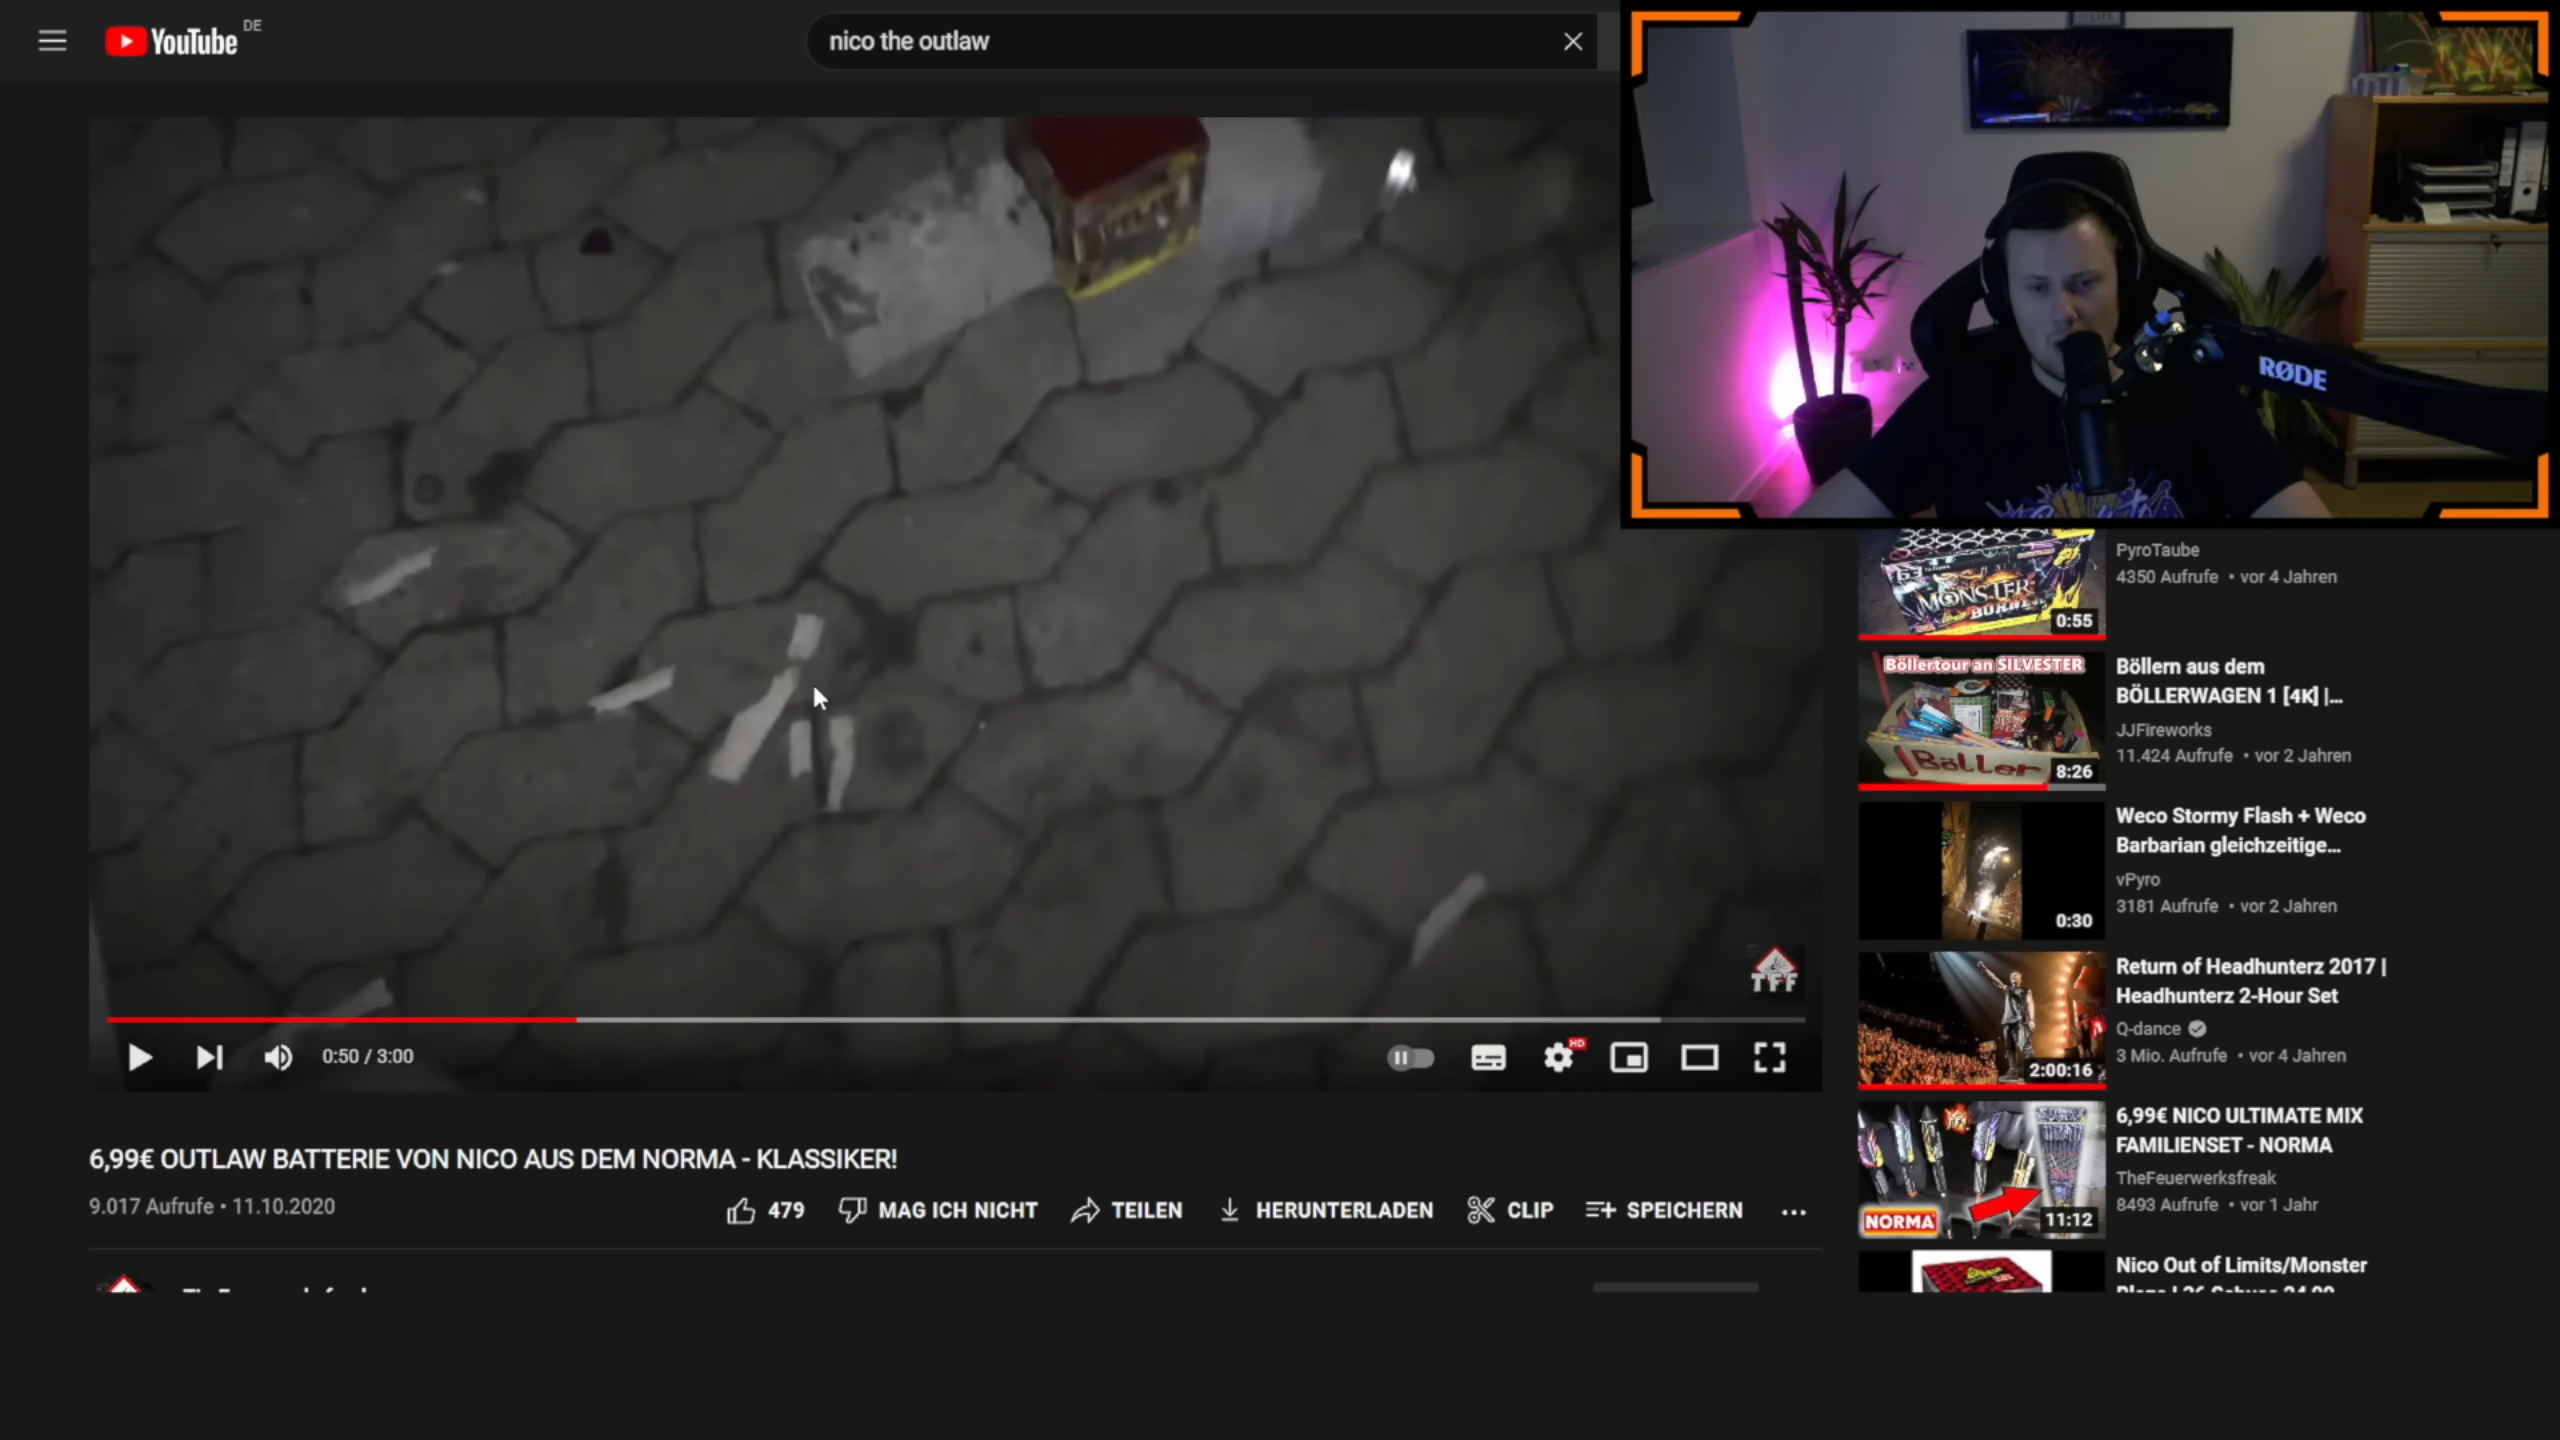 YouTube DE
nico the outlaw
RØDE
TFF
0:50 / 3:00
HD
6,99€ OUTLAW BATTERIE VON NICO AUS DEM NORMA - KLASSIKER!
9.017 Aufrufe • 11.10.2020
479
MAG ICH NICHT
TEILEN
HERUNTERLADEN
CLIP
SPEICHERN
MONSTER
0:55
PyroTaube
4350 Aufrufe • vor 4 Jahren
Böllertour an SILVESTER
Böller
8:26
Böllern aus dem
BÖLLERWAGEN 1 [4K] |...
JJFireworks
11.424 Aufrufe • vor 2 Jahren
0:30
Weco Stormy Flash + Weco
Barbarian gleichzeitige...
vPyro
3181 Aufrufe • vor 2 Jahren
2:00:16
Return of Headhunterz 2017 |
Headhunterz 2-Hour Set
Q-dance
3 Mio. Aufrufe • vor 4 Jahren
NORMA
11:12
6,99€ NICO ULTIMATE MIX
FAMILIENSET - NORMA
TheFeuerwerksfreak
8493 Aufrufe • vor 1 Jahr
Nico Out of Limits/Monster